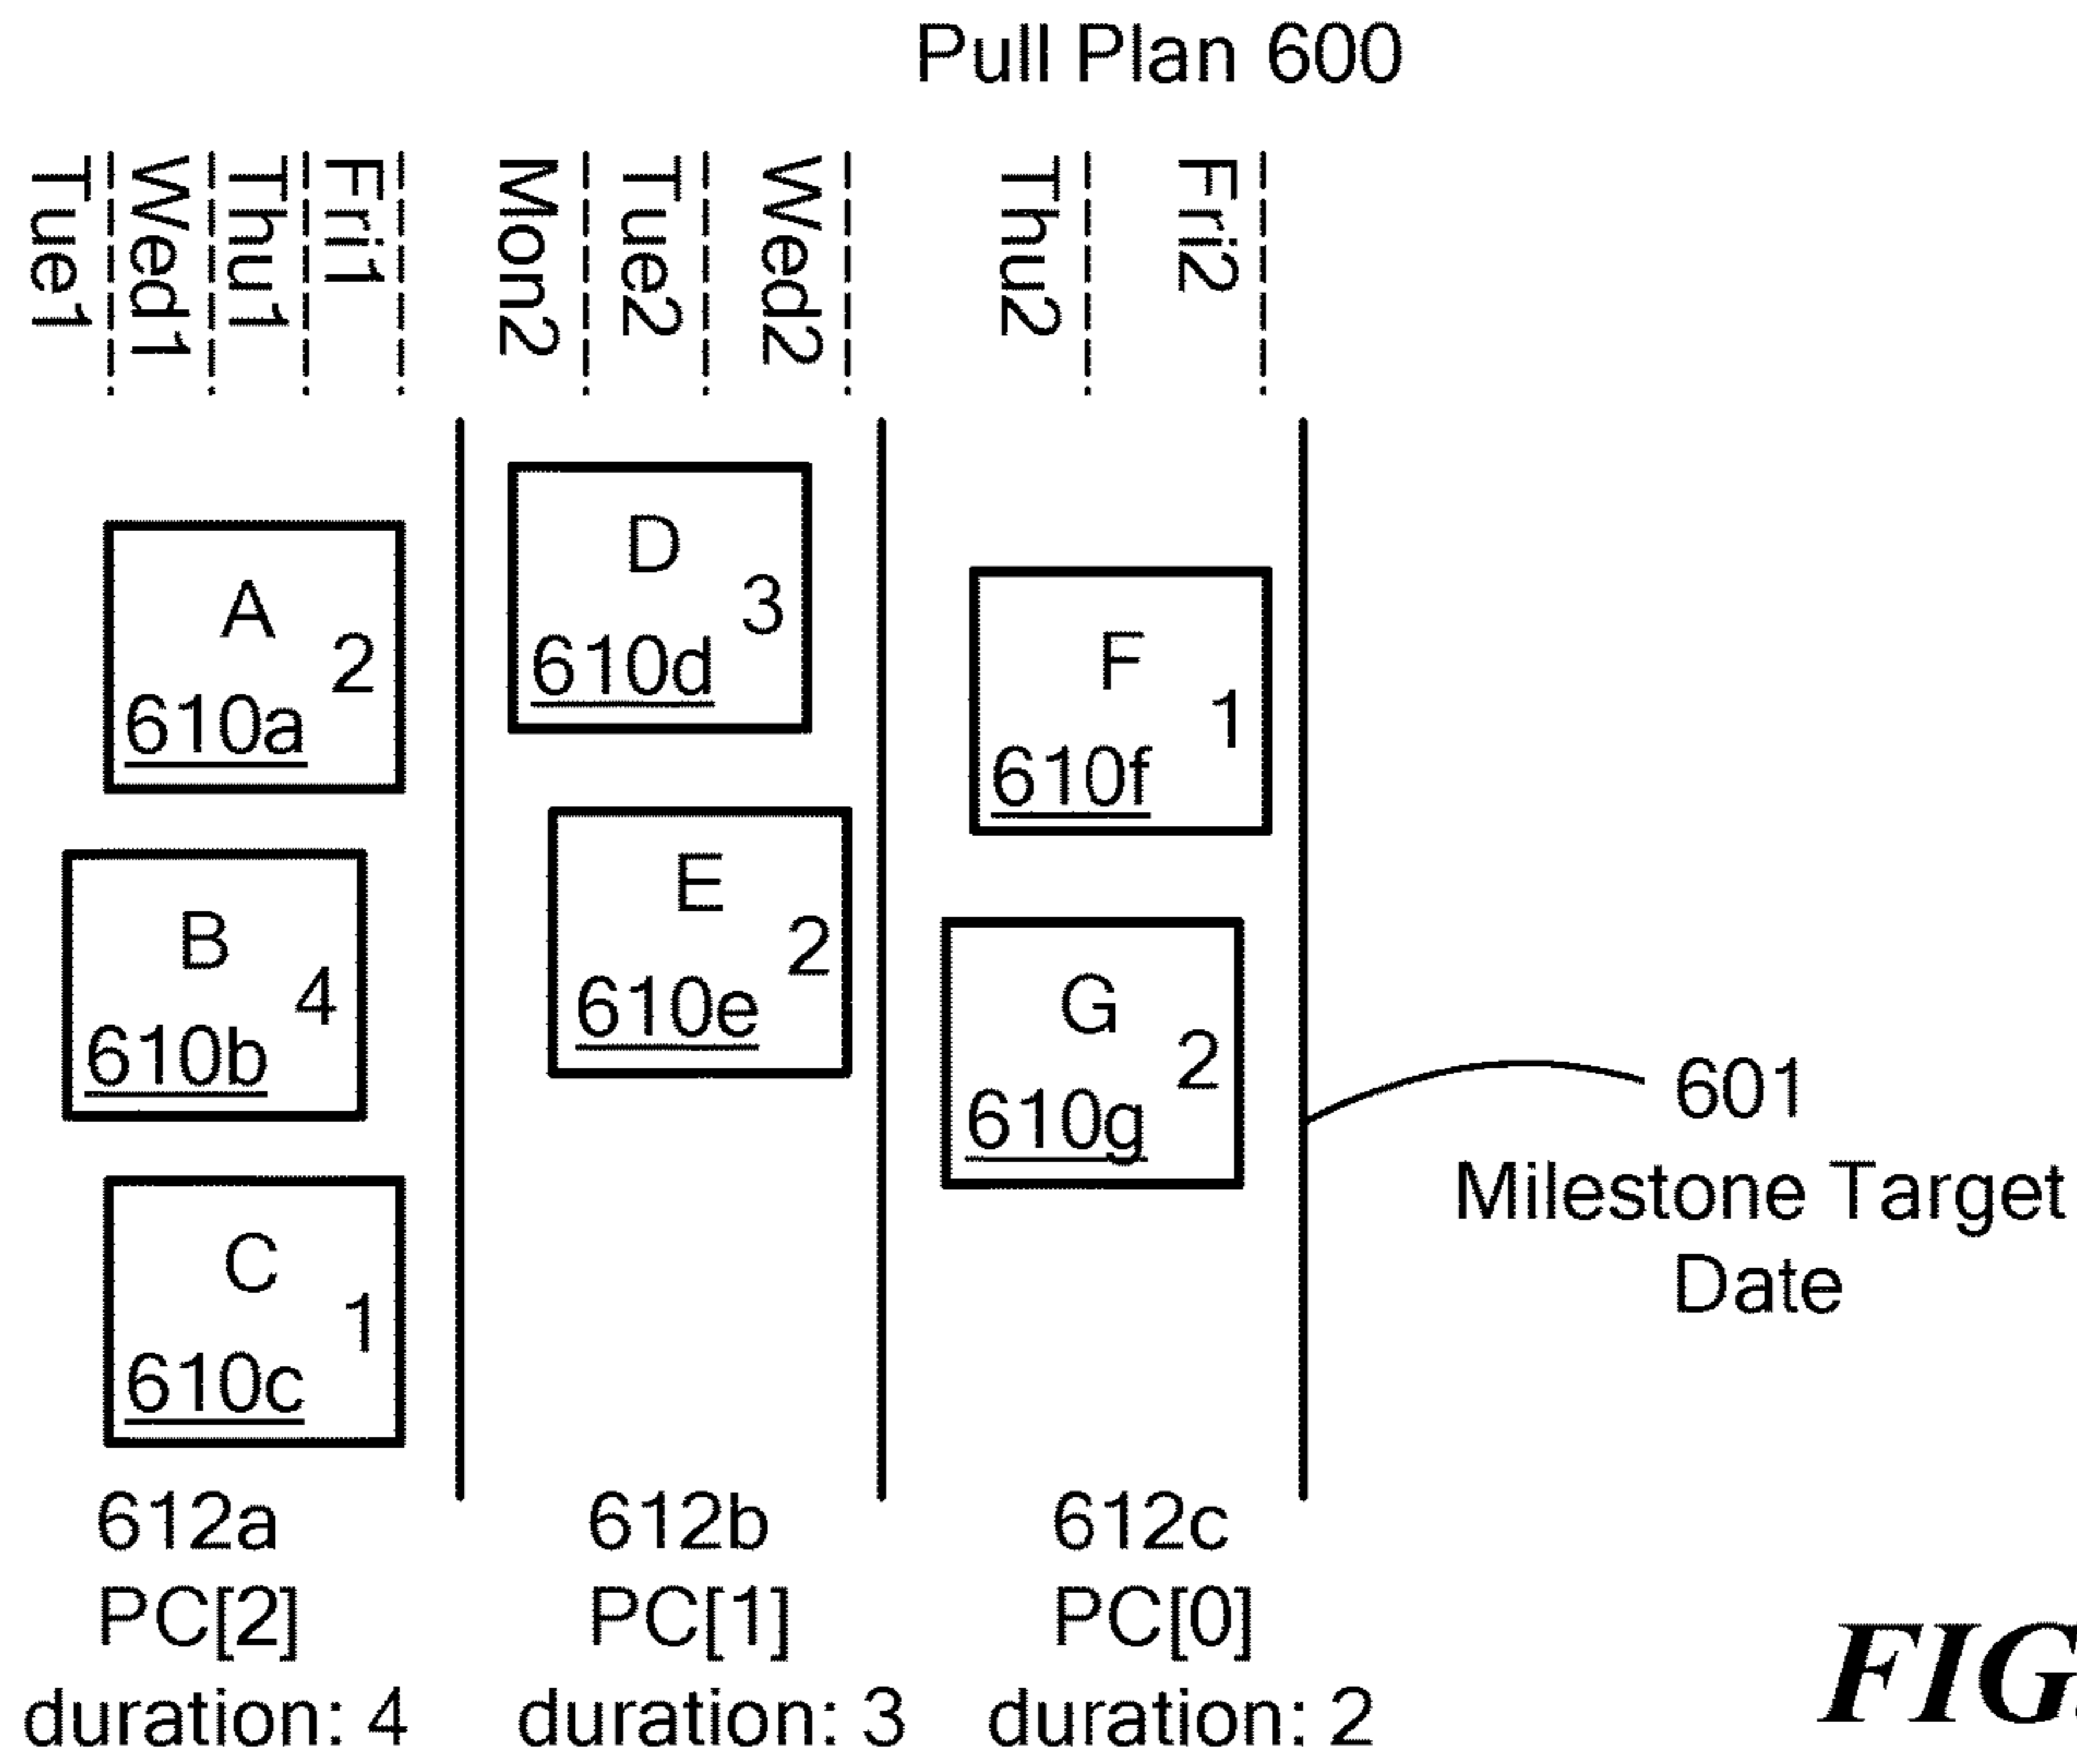 Pull Plan 600
Tue1
Wed1
Thu1
Fri1
Mon2
Tue2
Wed2
Thu2
Fri2
A
2
610a
B
4
610b
C
1
610c
D
3
610d
E
2
610e
F
1
610f
G
2
610g
601
Milestone Target
Date
612a
PC[2]
duration: 4
612b
PC[1]
duration: 3
612c
PC[0]
duration: 2
FIG.